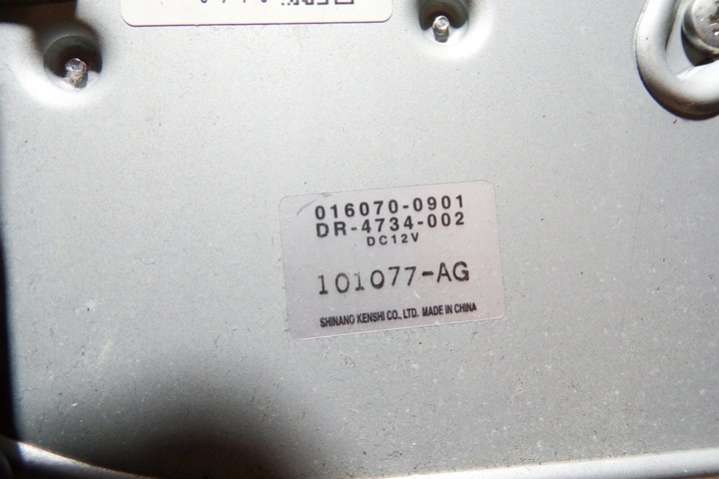 016070-0901
DR-4734-002
DC12V
101077-AG
SHINANO KENSHI CO., LTD. MADE IN CHINA